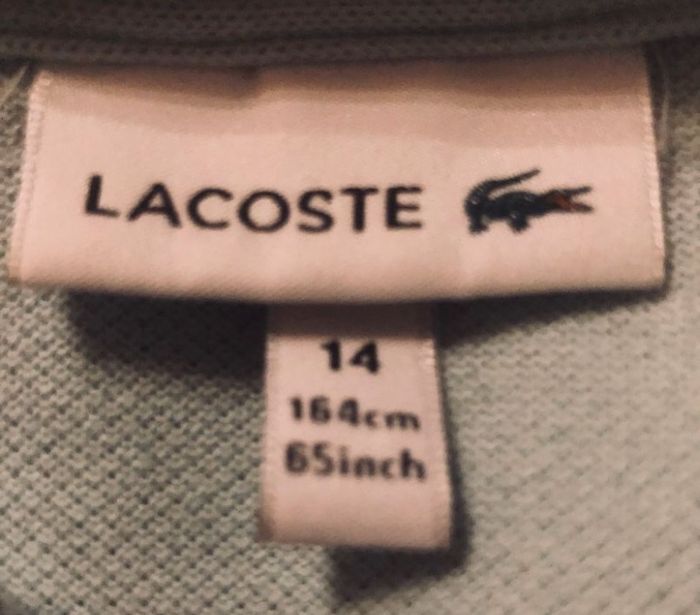 LACOSTE
14
164cm
65inch